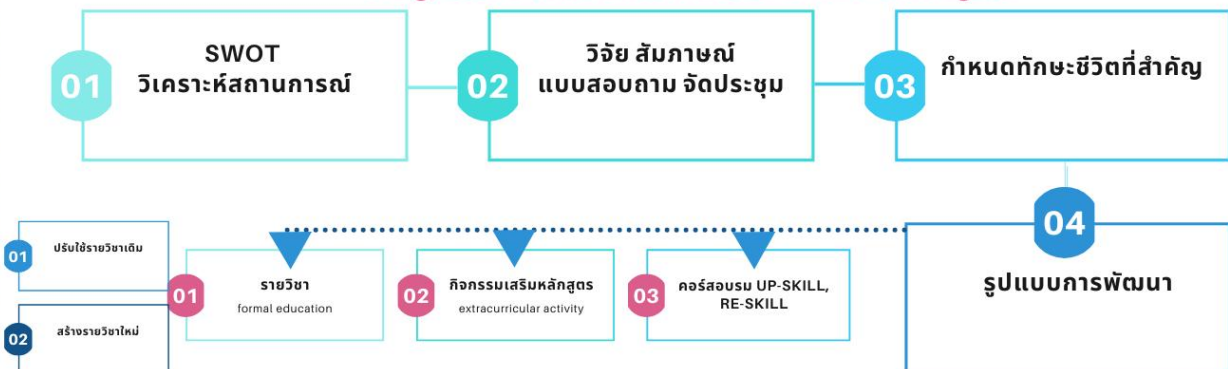 01
SWOT
วิเคราะห์สถานการณ์
02
วิจัย สัมภาษณ์
แบบสอบถาม จัดประชุม
03
กำหนดทักษะชีวิตที่สำคัญ
04
รูปแบบการพัฒนา
01
ปรับใช้รายวิชาเดิม
02
สร้างรายวิชาใหม่
01
รายวิชา
formal education
02
กิจกรรมเสริมหลักสูตร
extracurricular activity
03
คอร์สอบรม UP-SKILL,
RE-SKILL